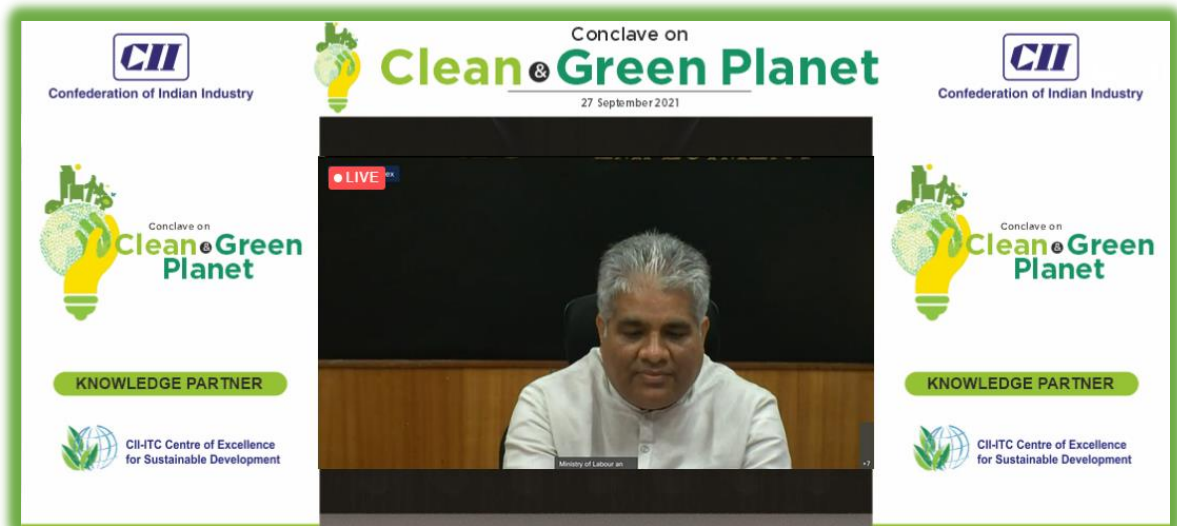 CII
Confederation of Indian Industry
Conclave on
Clean & Green Planet
27 September 2021
CII
Confederation of Indian Industry
Conclave on
Clean & Green
Planet
KNOWLEDGE PARTNER
CII-ITC Centre of Excellence
for Sustainable Development
LIVE
ex
Ministry of Labour an
+7
Conclave on
Clean & Green
Planet
KNOWLEDGE PARTNER
CII-ITC Centre of Excellence
for Sustainable Development